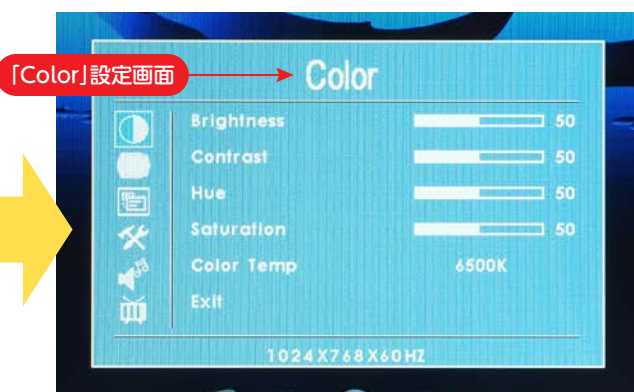 「Color」設定画面
Color
Brightness 50
Contrast 50
Hue 50
Saturation 50
Color Temp 6500K
Exit
1024X768X60HZ